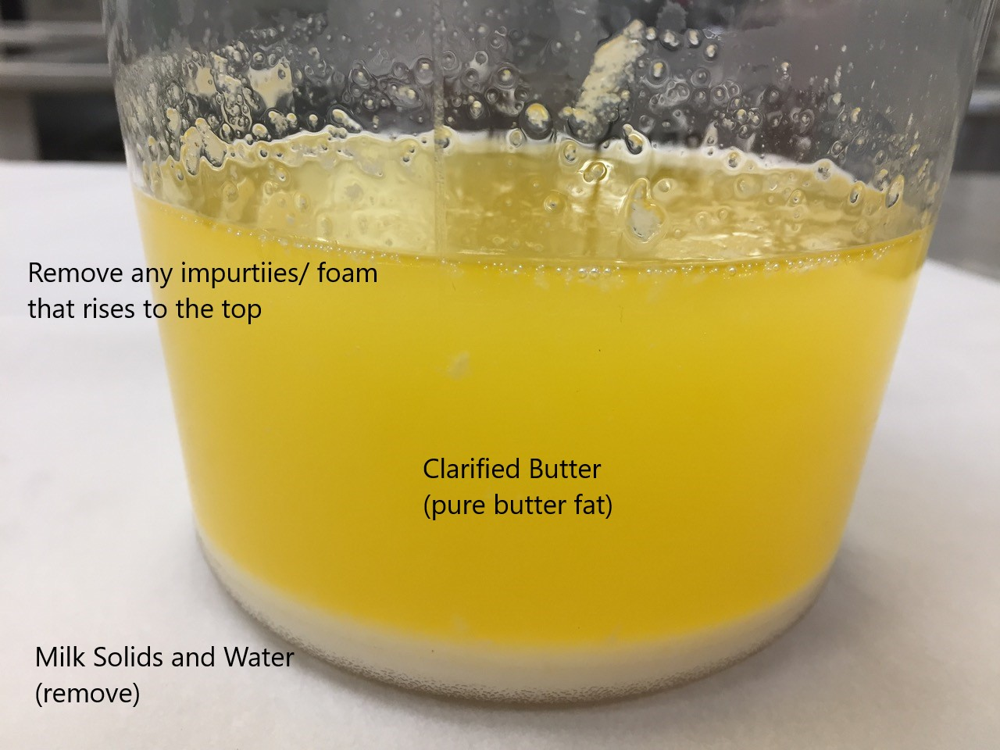 Remove any impurtiies/ foam
that rises to the top
Clarified Butter
(pure butter fat)
Milk Solids and Water
(remove)